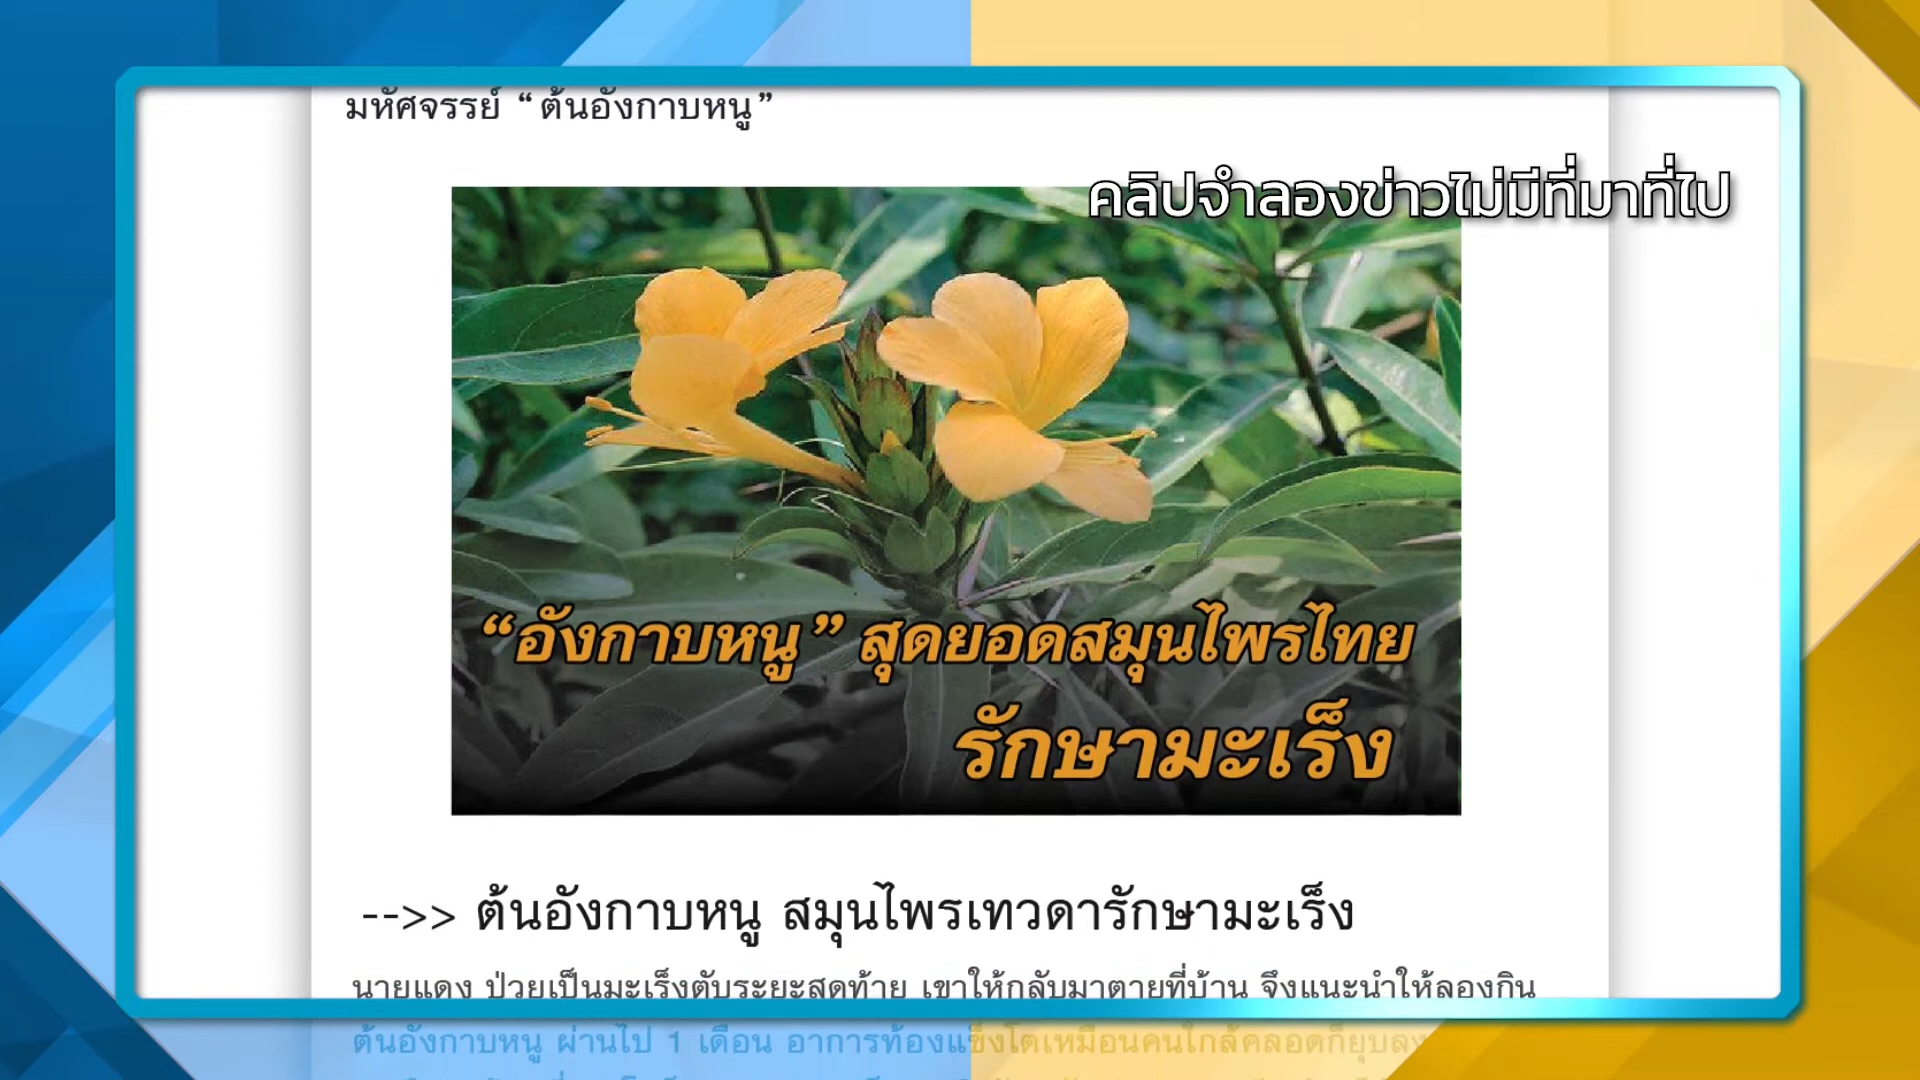 มหัศจรรย์ “ต้นอังกาบหนู”
คลิปจำลองข่าวไม่มีที่มาที่ไป
“อังกาบหนู” สุดยอดสมุนไพรไทย
รักษามะเร็ง
-->> ต้นอังกาบหนู สมุนไพรเทวดารักษามะเร็ง
นายแดง ป่วยเป็นมะเร็งตับระยะสุดท้าย เขาให้กลับมาตายที่บ้าน จึงแนะนำให้ลองกิน
ต้นอังกาบหนู ผ่านไป 1 เดือน อาการท้องแข็งโตเหมือนคนใกล้คลอดก็ยุบลง